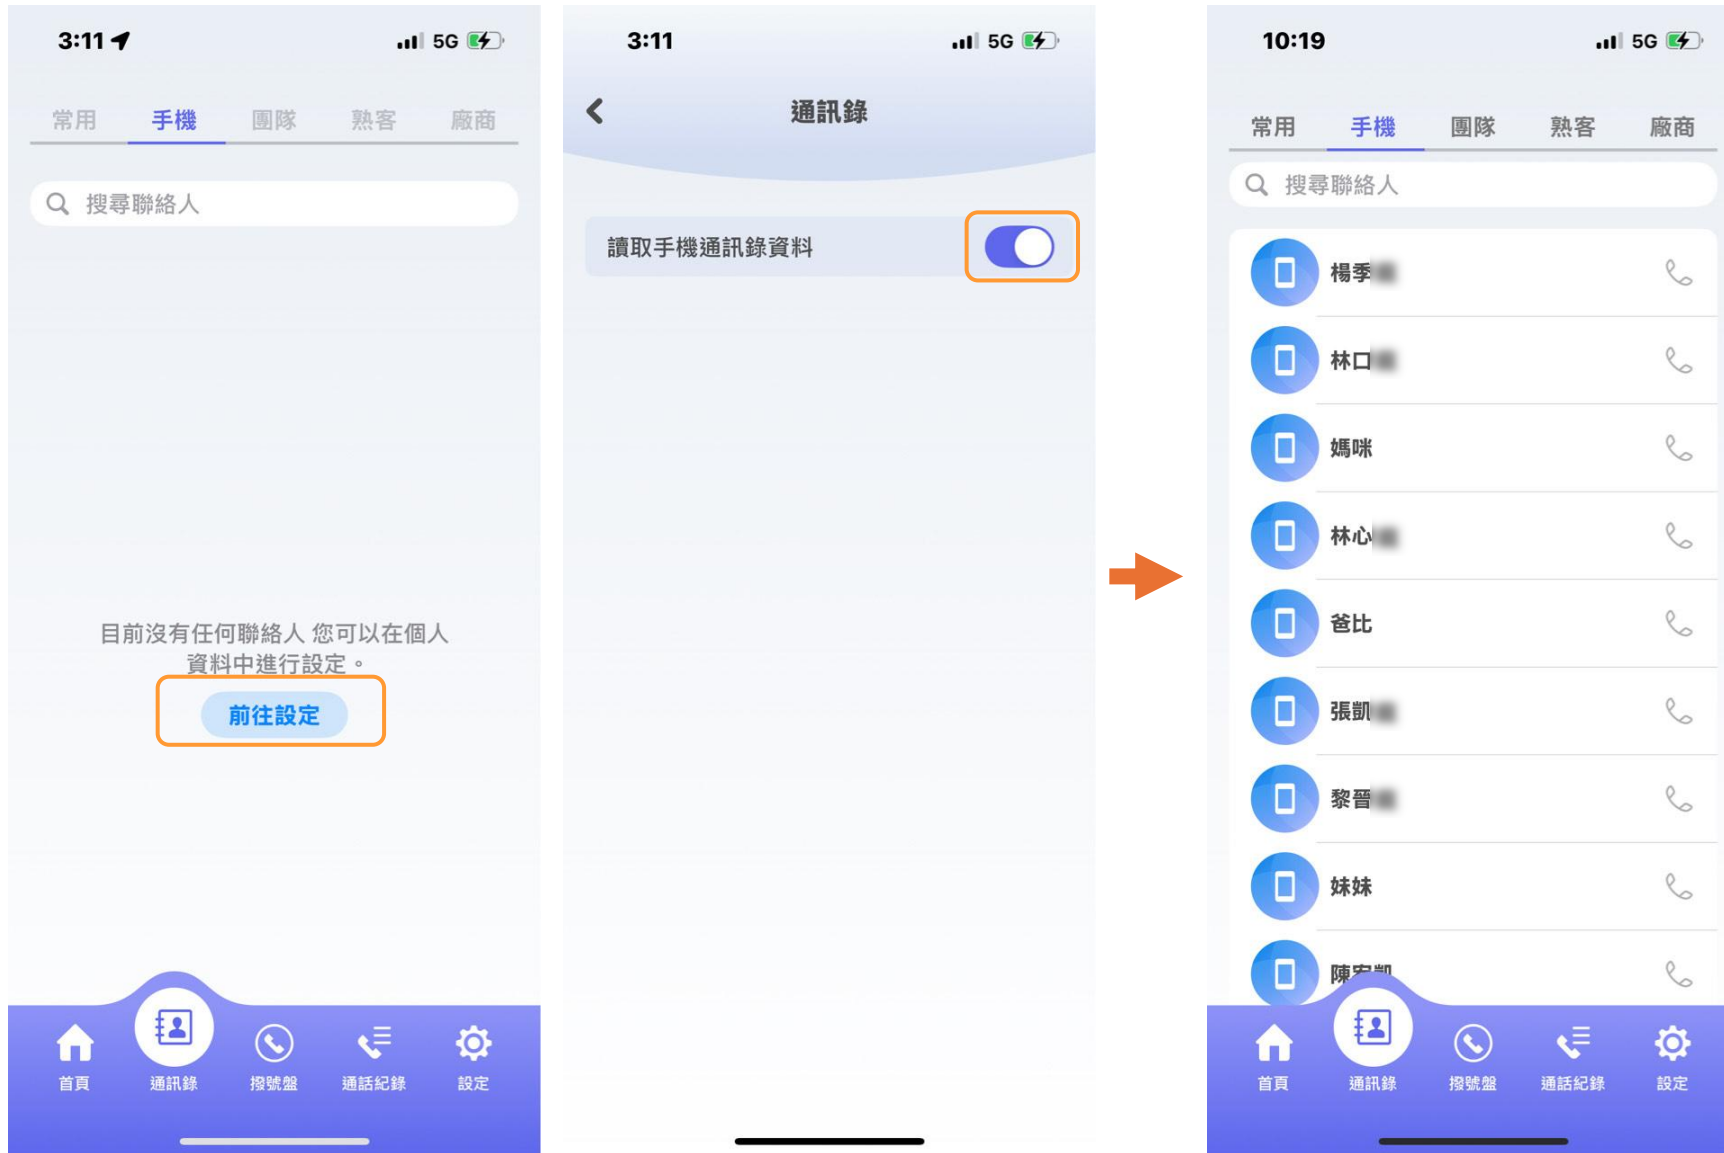 3:11
5G
常用 手機 團隊 熟客 廠商
搜尋聯絡人
目前沒有任何聯絡人 您可以在個人
資料中進行設定。
前往設定
首頁 通訊錄 撥號盤 通話紀錄 設定
3:11
5G
通訊錄
讀取手機通訊錄資料
10:19
5G
常用 手機 團隊 熟客 廠商
搜尋聯絡人
楊季
林口
媽咪
林心
爸比
張凱
黎晉
妹妹
陳宏凱
首頁 通訊錄 撥號盤 通話紀錄 設定